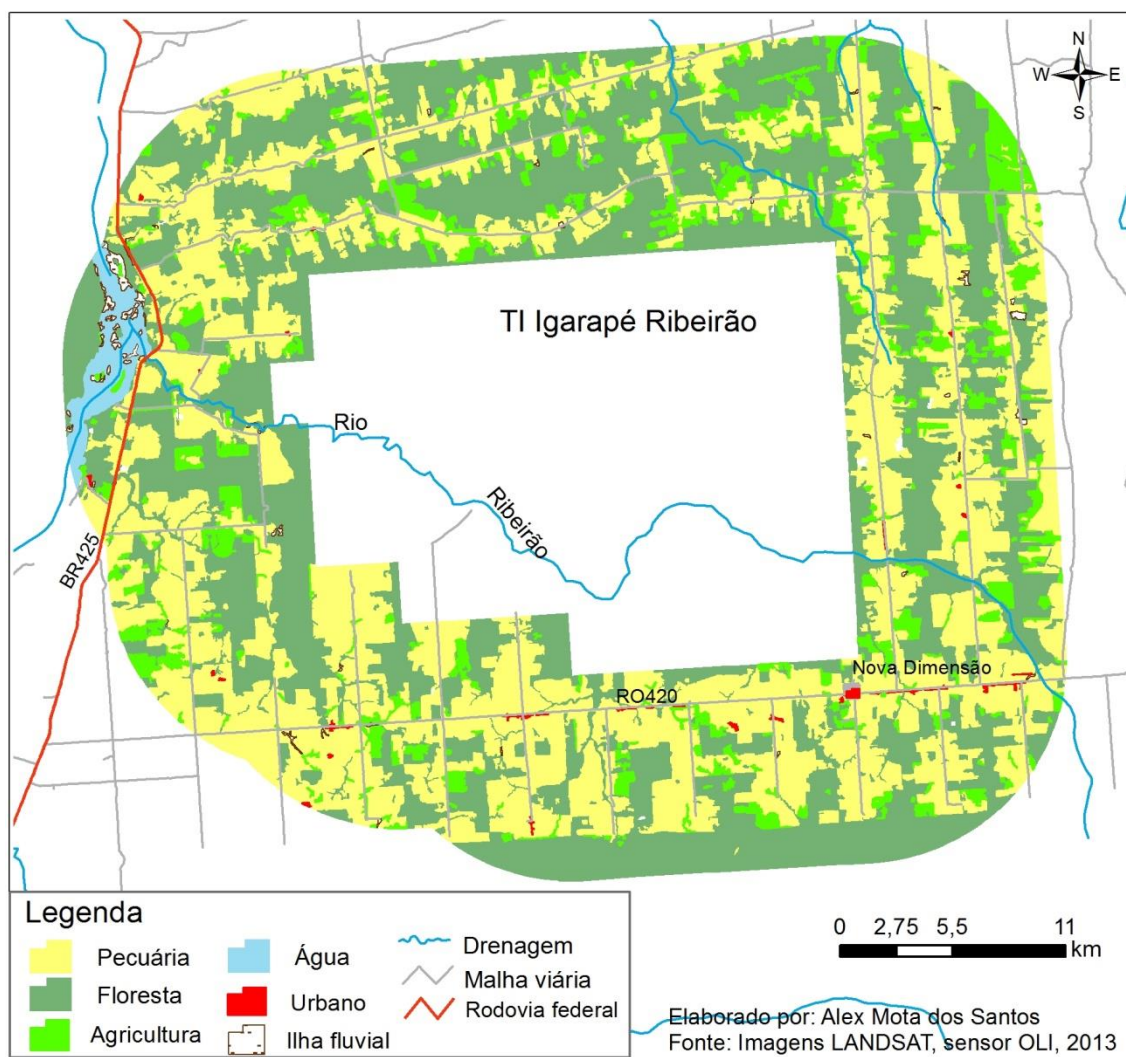 N
W E
S
TI Igarapé Ribeirão
Rio
Ribeirão
BR425
Nova Dimensão
RO420
Legenda
Pecuária
Floresta
Agricultura
Água
Urbano
Ilha fluvial
Drenagem
Malha viária
Rodovia federal
0 2,75 5,5 11
km
Elaborado por: Alex Mota dos Santos
Fonte: Imagens LANDSAT, sensor OLI, 2013